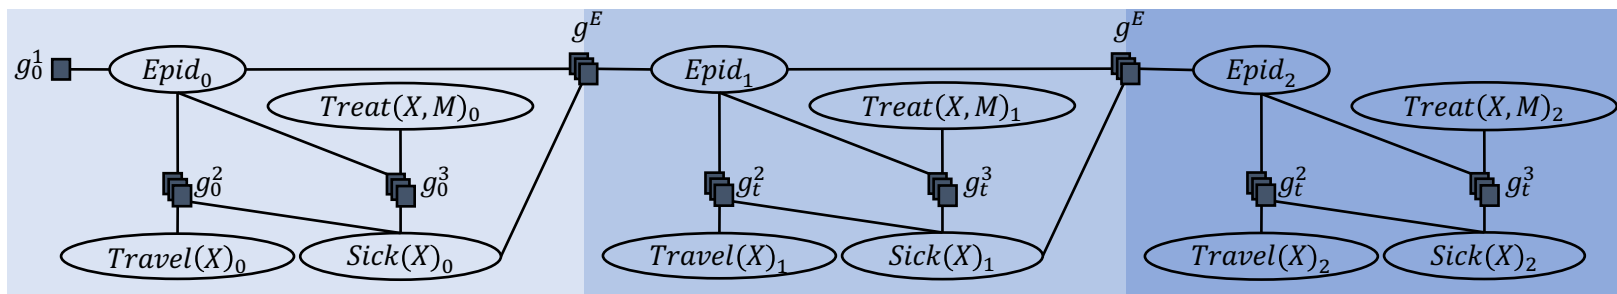 g^E g^E
g_0^1 Epid_0 Epid_1 Epid_2
Treat(X, M)_0 Treat(X, M)_1 Treat(X, M)_2
g_0^2 g_0^3 g_t^2 g_t^3 g_t^2 g_t^3
Travel(X)_0 Sick(X)_0 Travel(X)_1 Sick(X)_1 Travel(X)_2 Sick(X)_2